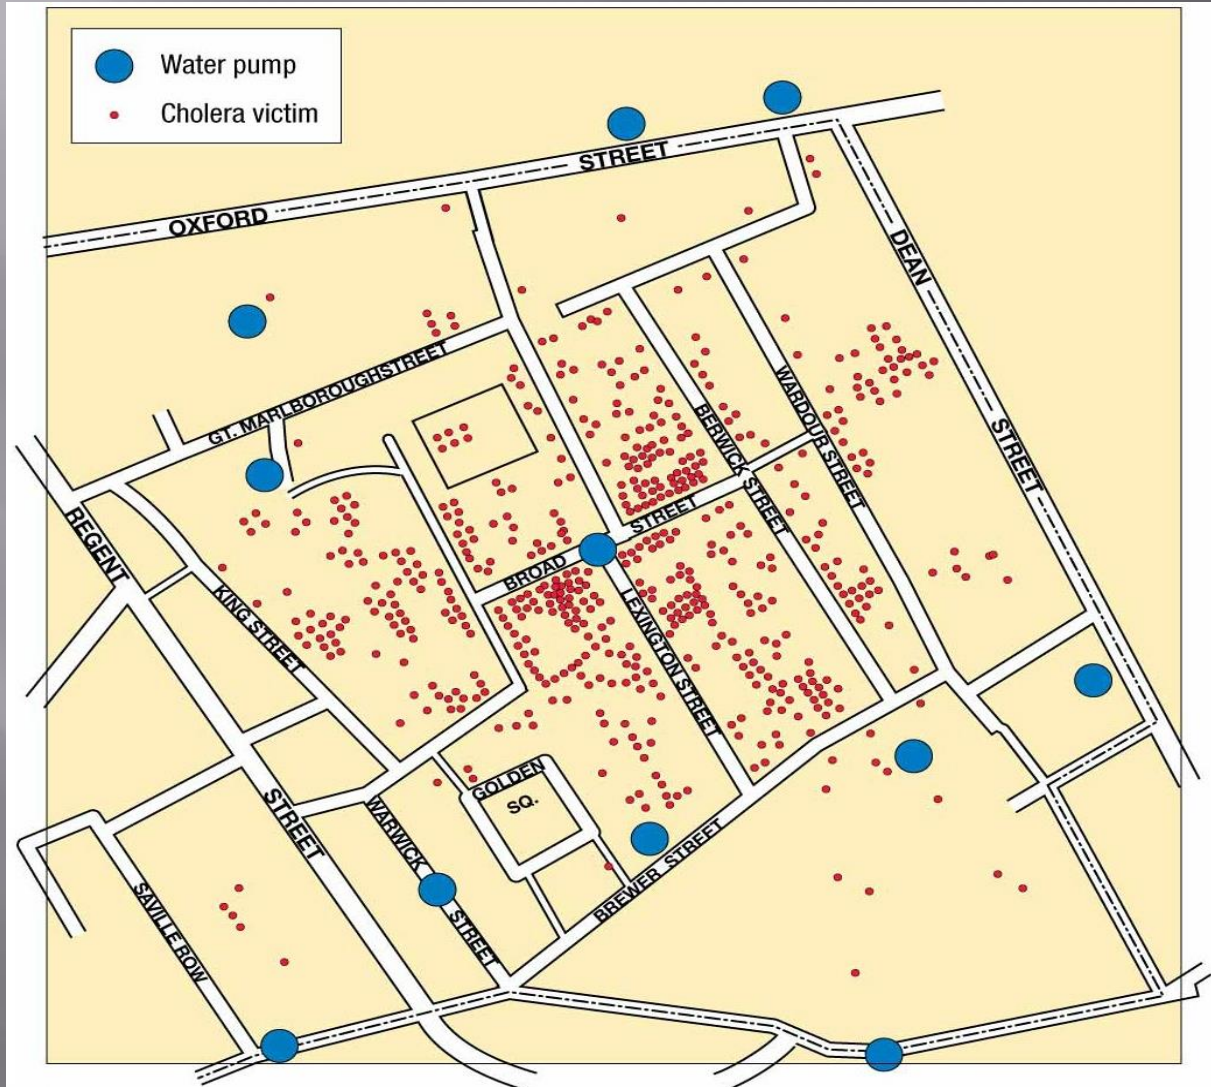 Water pump
Cholera victim
OXFORD
STREET
DEAN
STREET
GT. MARLBOROUGHSTREET
BERWICK
STREET
WARDOUR STREET
REGENT
STREET
KING STREET
BROAD
STREET
LEXINGTON STREET
GOLDEN
SQ.
WARWICK
STREET
BREWER STREET
SAVILLE ROW